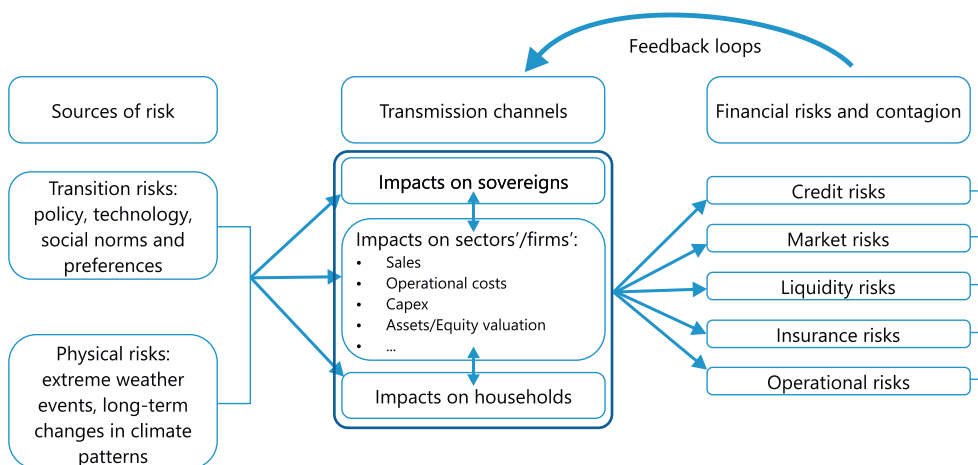 Feedback loops
Sources of risk
Transmission channels
Financial risks and contagion
Transition risks:
policy, technology,
social norms and
preferences
Physical risks:
extreme weather
events, long-term
changes in climate
patterns
Impacts on sovereigns
Impacts on sectors’/firms’:
• Sales
• Operational costs
• Capex
• Assets/Equity valuation
• ...
Impacts on households
Credit risks
Market risks
Liquidity risks
Insurance risks
Operational risks